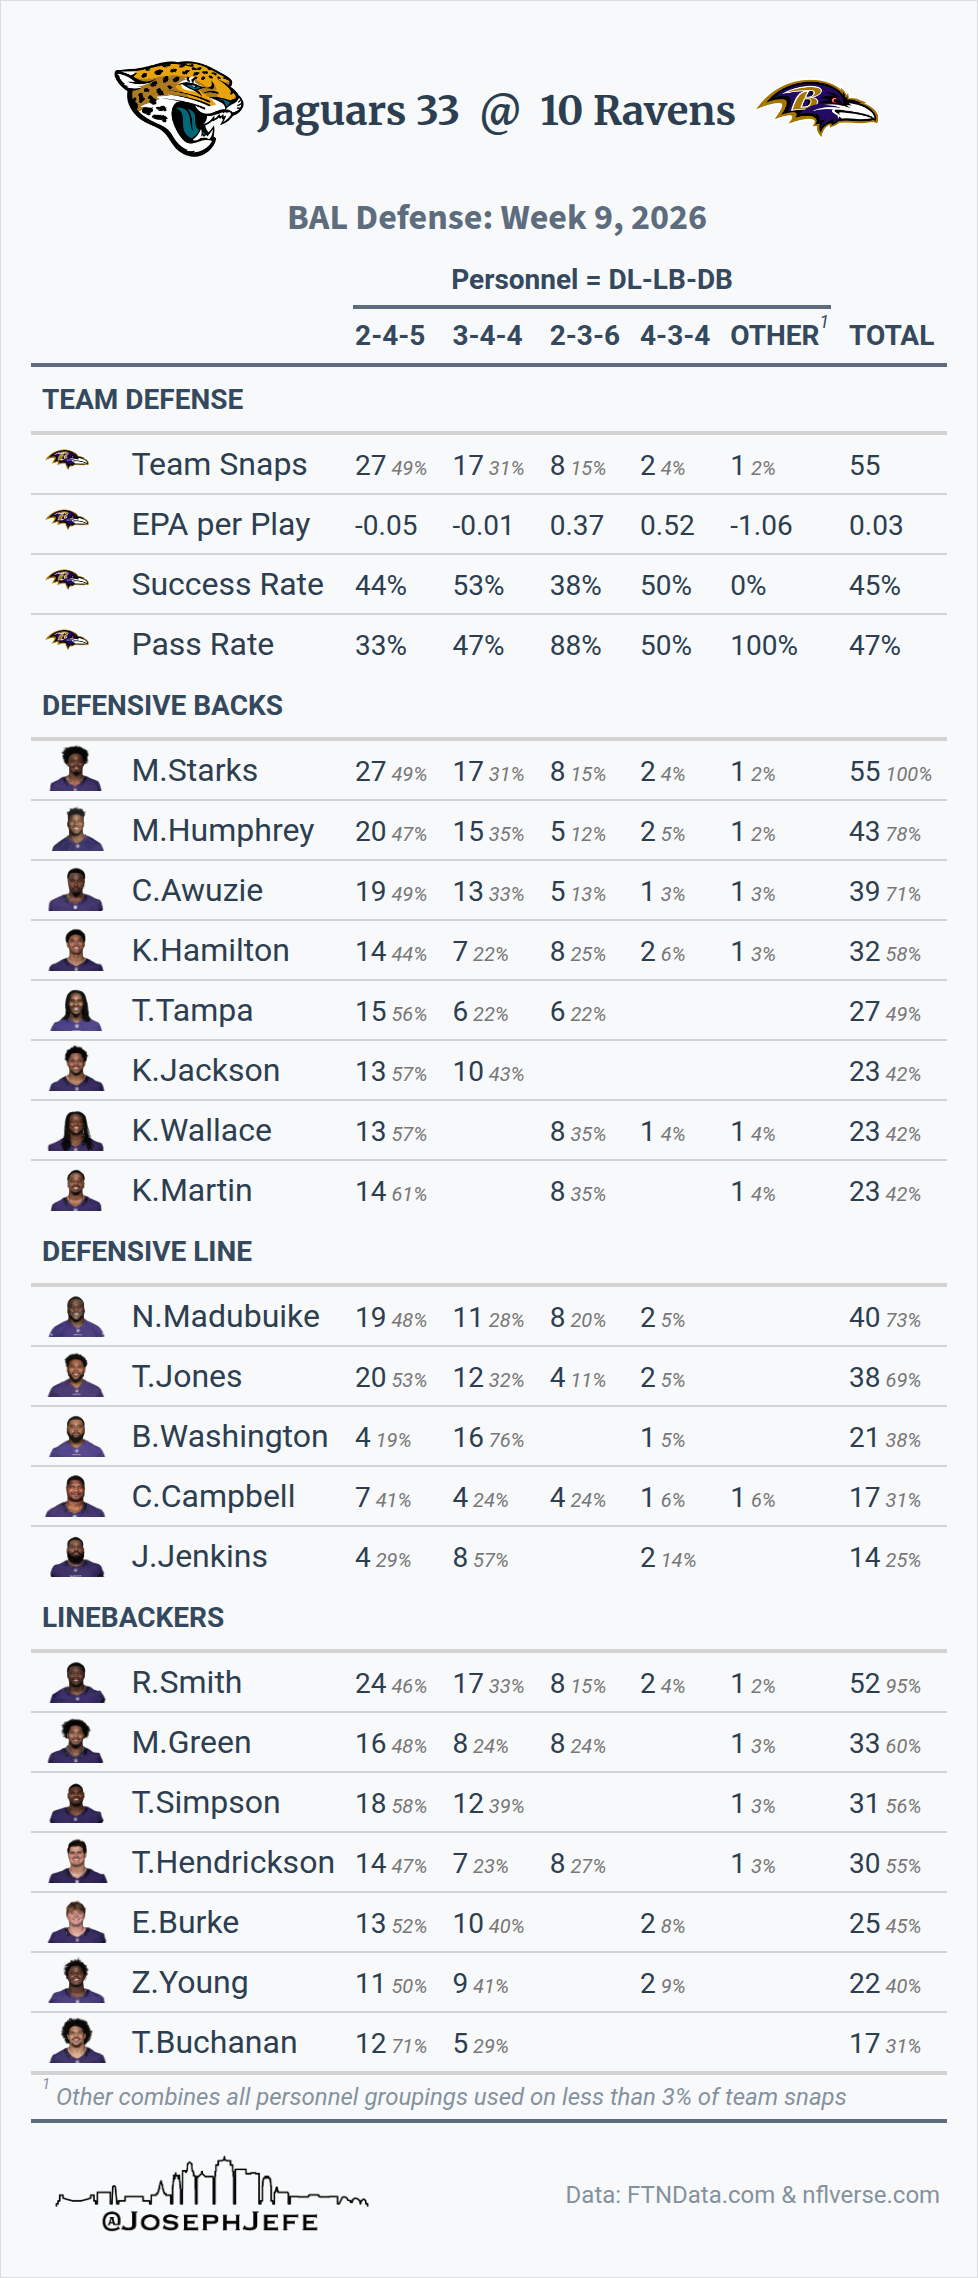 Jaguars 33 @ 10 Ravens
BAL Defense: Week 9, 2026
Personnel = DL-LB-DB
2-4-5 3-4-4 2-3-6 4-3-4 OTHER1 TOTAL
TEAM DEFENSE
Team Snaps 27 49% 17 31% 8 15% 2 4% 1 2% 55
EPA per Play -0.05 -0.01 0.37 0.52 -1.06 0.03
Success Rate 44% 53% 38% 50% 0% 45%
Pass Rate 33% 47% 88% 50% 100% 47%
DEFENSIVE BACKS
M.Starks 27 49% 17 31% 8 15% 2 4% 1 2% 55 100%
M.Humphrey 20 47% 15 35% 5 12% 2 5% 1 2% 43 78%
C.Awuzie 19 49% 13 33% 5 13% 1 3% 1 3% 39 71%
K.Hamilton 14 44% 7 22% 8 25% 2 6% 1 3% 32 58%
T.Tampa 15 56% 6 22% 6 22% 27 49%
K.Jackson 13 57% 10 43% 23 42%
K.Wallace 13 57% 8 35% 1 4% 1 4% 23 42%
K.Martin 14 61% 8 35% 1 4% 23 42%
DEFENSIVE LINE
N.Madubuike 19 48% 11 28% 8 20% 2 5% 40 73%
T.Jones 20 53% 12 32% 4 11% 2 5% 38 69%
B.Washington 4 19% 16 76% 1 5% 21 38%
C.Campbell 7 41% 4 24% 4 24% 1 6% 1 6% 17 31%
J.Jenkins 4 29% 8 57% 2 14% 14 25%
LINEBACKERS
R.Smith 24 46% 17 33% 8 15% 2 4% 1 2% 52 95%
M.Green 16 48% 8 24% 8 24% 1 3% 33 60%
T.Simpson 18 58% 12 39% 1 3% 31 56%
T.Hendrickson 14 47% 7 23% 8 27% 1 3% 30 55%
E.Burke 13 52% 10 40% 2 8% 25 45%
Z.Young 11 50% 9 41% 2 9% 22 40%
T.Buchanan 12 71% 5 29% 17 31%
1 Other combines all personnel groupings used on less than 3% of team snaps
@JosephJefe
Data: FTNData.com & nflverse.com